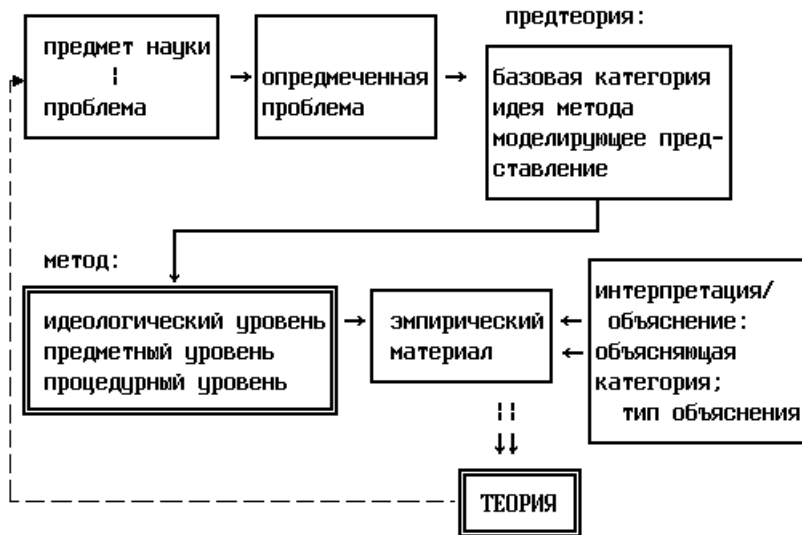 предтеория:
предмет науки
проблема
опредмеченная
проблема
базовая категория
идея метода
моделирующее пред-
ставление
метод:
идеологический уровень
предметный уровень
процедурный уровень
эмпирический
материал
интерпретация/
объяснение:
объясняющая
категория;
тип объяснения
ТЕОРИЯ